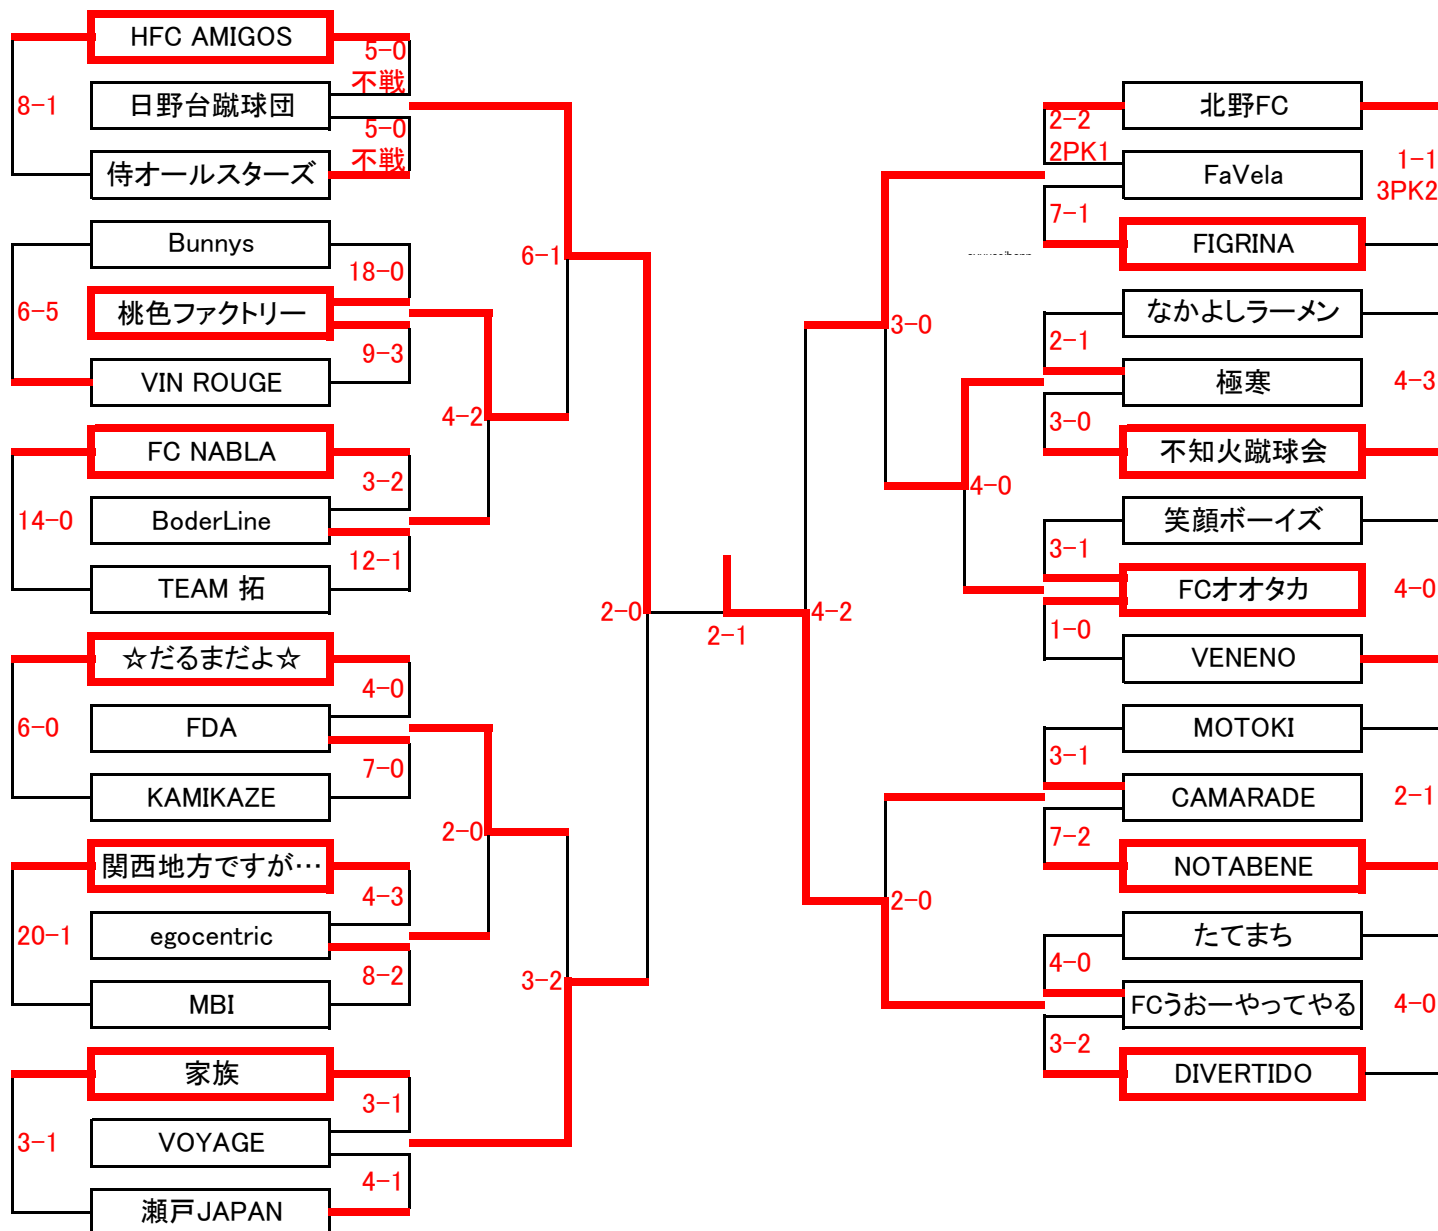 HFC AMIGOS
5-0
不戦
8-1
日野台蹴球団
5-0
不戦
侍オールスターズ
Bunnys
18-0
6-5
桃色ファクトリー
9-3
VIN ROUGE
6-1
4-2
FC NABLA
3-2
14-0
BoderLine
12-1
TEAM 拓
2-0
☆だるまだよ☆
4-0
6-0
FDA
7-0
KAMIKAZE
2-0
関西地方ですが…
4-3
20-1
egocentric
8-2
MBI
3-2
家族
3-1
3-1
VOYAGE
4-1
瀬戸JAPAN
2-1
北野FC
2-2
2PK1
1-1
3PK2
FaVela
7-1
FIGRINA
3-0
なかよしラーメン
2-1
極寒
4-3
3-0
不知火蹴球会
4-0
笑顔ボーイズ
3-1
FCオオタカ
4-0
1-0
VENENO
4-2
MOTOKI
3-1
CAMARADE
2-1
7-2
NOTABENE
2-0
たてまち
4-0
FCうおーやってやる
4-0
3-2
DIVERTIDO